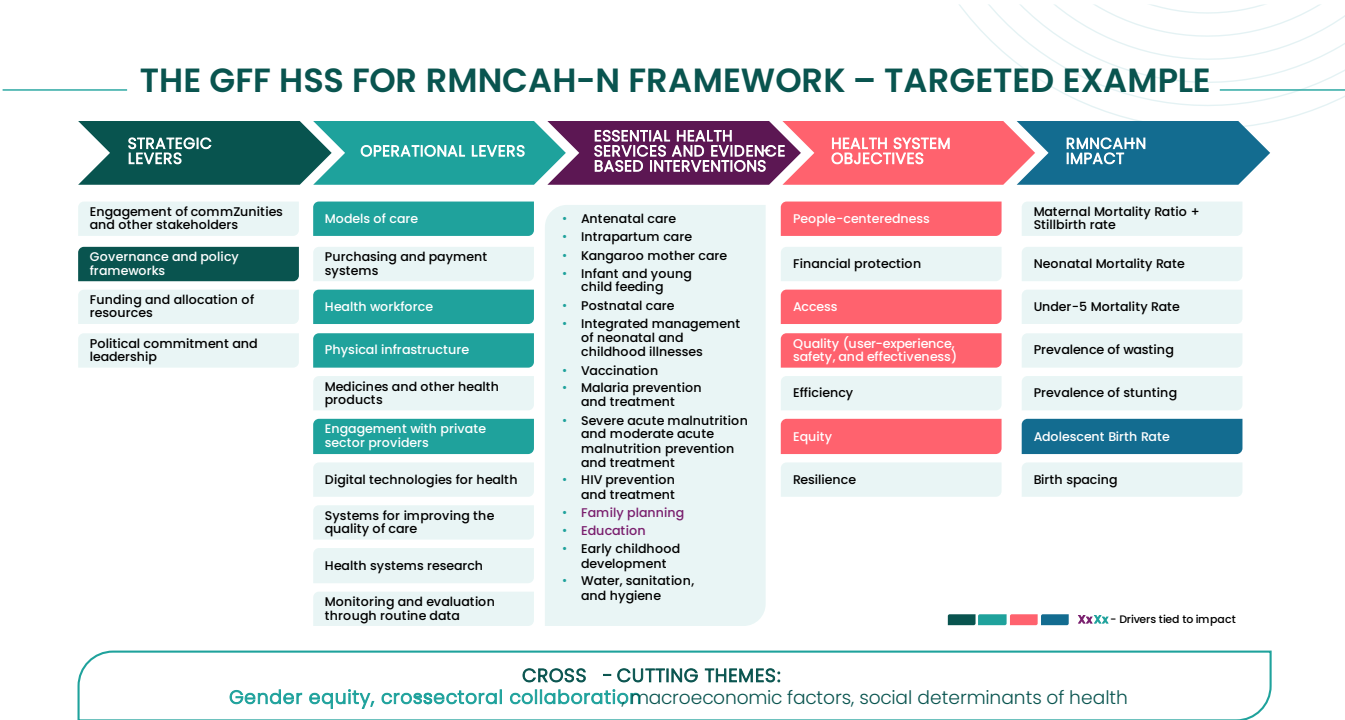 THE GFF HSS FOR RMNCAH-N FRAMEWORK – TARGETED EXAMPLE
STRATEGIC
LEVERS
Engagement of commZunities
and other stakeholders
Governance and policy
frameworks
Funding and allocation of
resources
Political commitment and
leadership
OPERATIONAL LEVERS
Models of care
Purchasing and payment
systems
Health workforce
Physical infrastructure
Medicines and other health
products
Engagement with private
sector providers
Digital technologies for health
Systems for improving the
quality of care
Health systems research
Monitoring and evaluation
through routine data
ESSENTIAL HEALTH
SERVICES AND EVIDENCE-
BASED INTERVENTIONS
• Antenatal care
• Intrapartum care
• Kangaroo mother care
• Infant and young
child feeding
• Postnatal care
• Integrated management
of neonatal and
childhood illnesses
• Vaccination
• Malaria prevention
and treatment
• Severe acute malnutrition
and moderate acute
malnutrition prevention
and treatment
• HIV prevention
and treatment
• Family planning
• Education
• Early childhood
development
• Water, sanitation,
and hygiene
HEALTH SYSTEM
OBJECTIVES
People-centeredness
Financial protection
Access
Quality (user-experience,
safety, and effectiveness)
Efficiency
Equity
Resilience
RMNCAH-N
IMPACT
Maternal Mortality Ratio +
Stillbirth rate
Neonatal Mortality Rate
Under-5 Mortality Rate
Prevalence of wasting
Prevalence of stunting
Adolescent Birth Rate
Birth spacing
XxXx - Drivers tied to impact
CROSS - CUTTING THEMES:
Gender equity, cross-sectoral collaboration, macroeconomic factors, social determinants of health